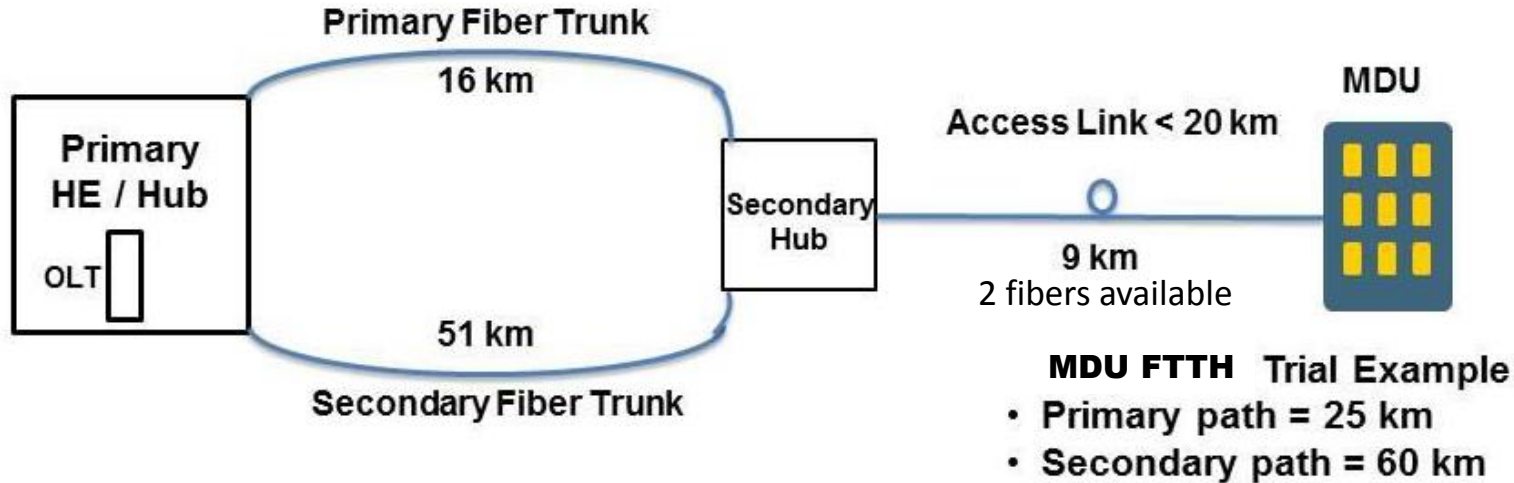 Primary Fiber Trunk
16 km
Primary
HE / Hub
OLT
51 km
Secondary Fiber Trunk
Secondary
Hub
Access Link < 20 km
9 km
2 fibers available
MDU
MDU FTTH Trial Example
• Primary path = 25 km
• Secondary path = 60 km